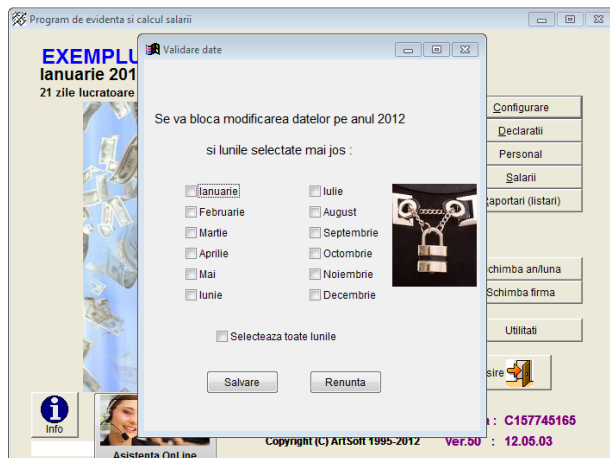 Program de evidenta si calcul salarii
EXEMPLU
Ianuarie 201
21 zile lucratoare
Validare date
Se va bloca modificarea datelor pe anul 2012
si lunile selectate mai jos :
Ianuarie
Iulie
Februarie
August
Martie
Septembrie
Aprilie
Octombrie
Mai
Noiembrie
Iunie
Decembrie
Selecteaza toate lunile
Salvare
Renunta
Configurare
Declaratii
Personal
Salarii
aportari (listari)
chimba an/luna
Schimba firma
Utilitati
sire
Info
Asistenta OnLine
a : C157745165
Copyright (C) ArtSoft 1995-2012
Ver.50 : 12.05.03